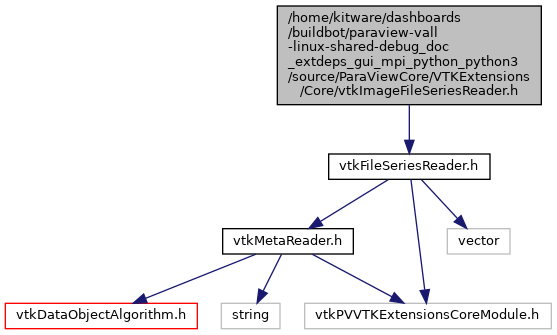 /home/kitware/dashboards
/buildbot/paraview-vall
-linux-shared-debug_doc
_extdeps_gui_mpi_python_python3
/source/ParaViewCore/VTKExtensions
/Core/vtkImageFileSeriesReader.h
vtkFileSeriesReader.h
vtkMetaReader.h
vector
vtkDataObjectAlgorithm.h
string
vtkPVVTKExtensionsCoreModule.h